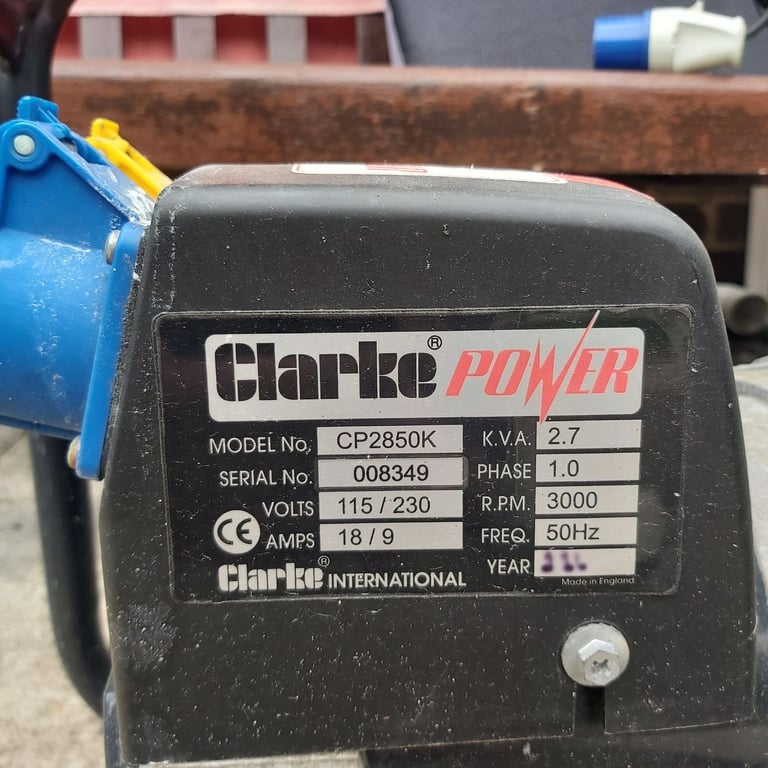 Clarke® POWER
MODEL No. CP2850K K.V.A. 2.7
SERIAL No. 008349 PHASE 1.0
VOLTS 115 / 230 R.P.M. 3000
CE AMPS 18 / 9 FREQ. 50Hz
Clarke® INTERNATIONAL YEAR
Made in England